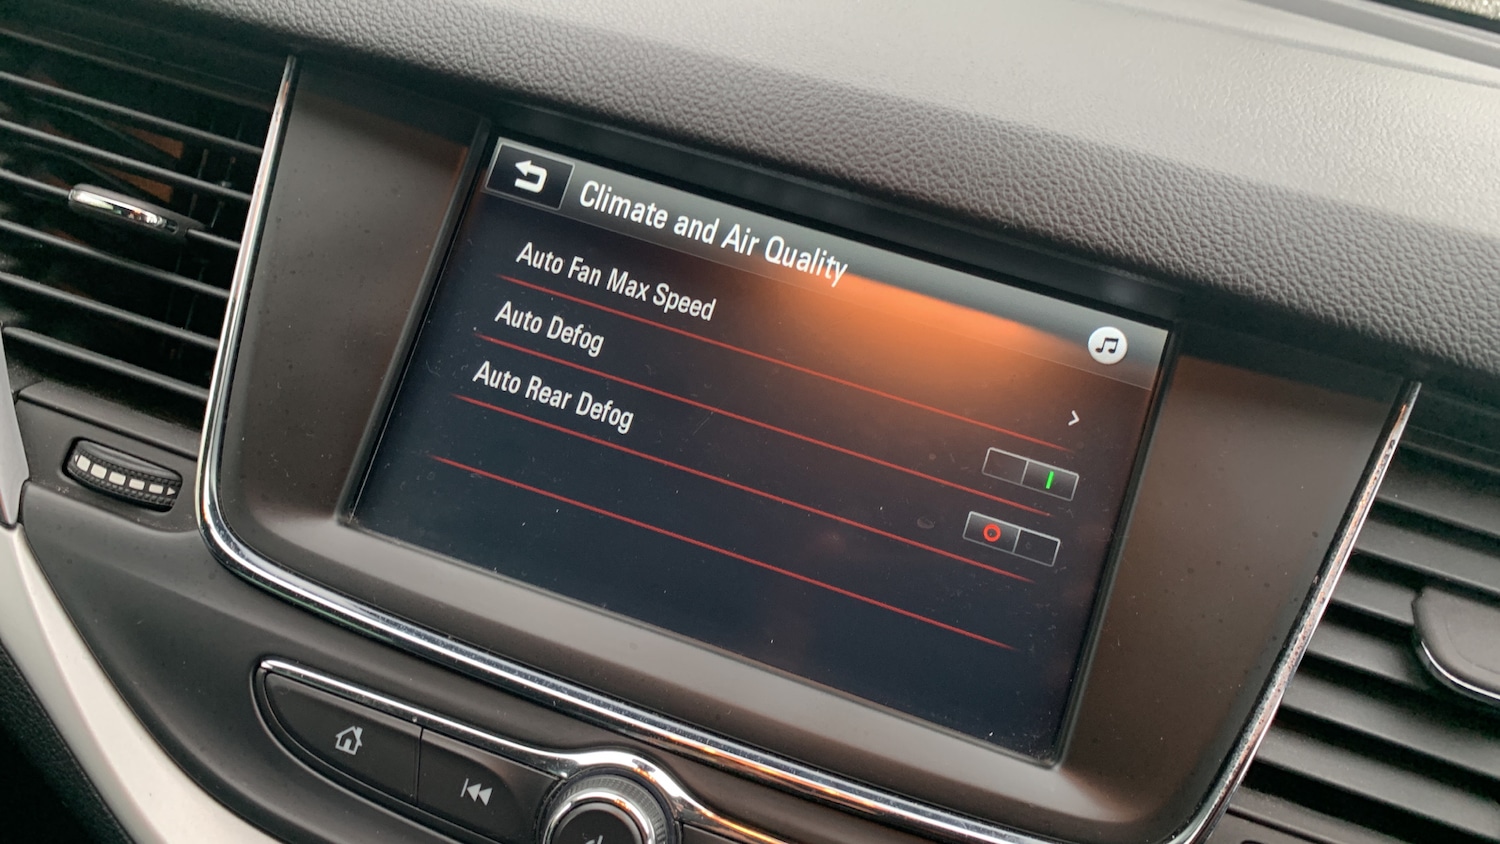 Climate and Air Quality
Auto Fan Max Speed
Auto Defog
Auto Rear Defog